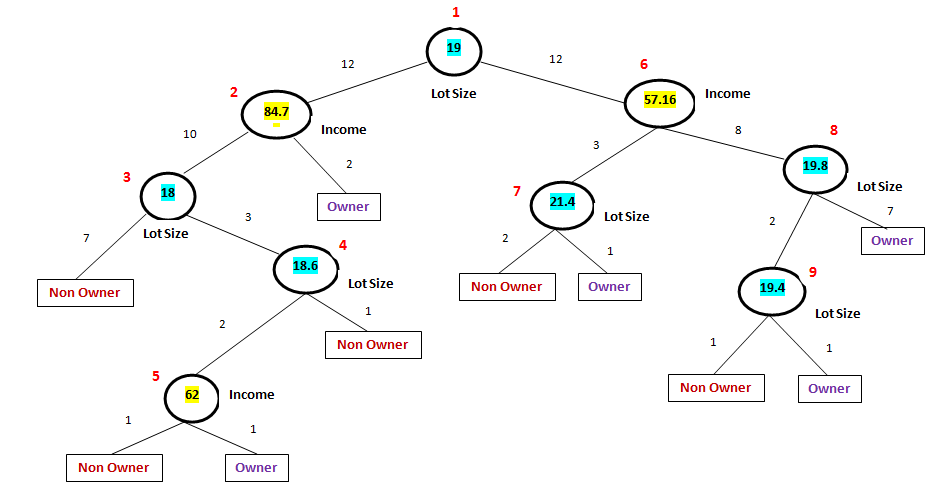 1
19
Lot Size
12
12
2
84.7
Income
6
57.16
Income
10
2
3
8
3
18
Lot Size
Owner
7
21.4
Lot Size
8
19.8
Lot Size
7
3
2
1
2
7
Owner
Non Owner
4
18.6
Lot Size
Non Owner
Owner
9
19.4
Lot Size
2
1
Non Owner
1
1
5
62
Income
Non Owner
Owner
1
1
Non Owner
Owner